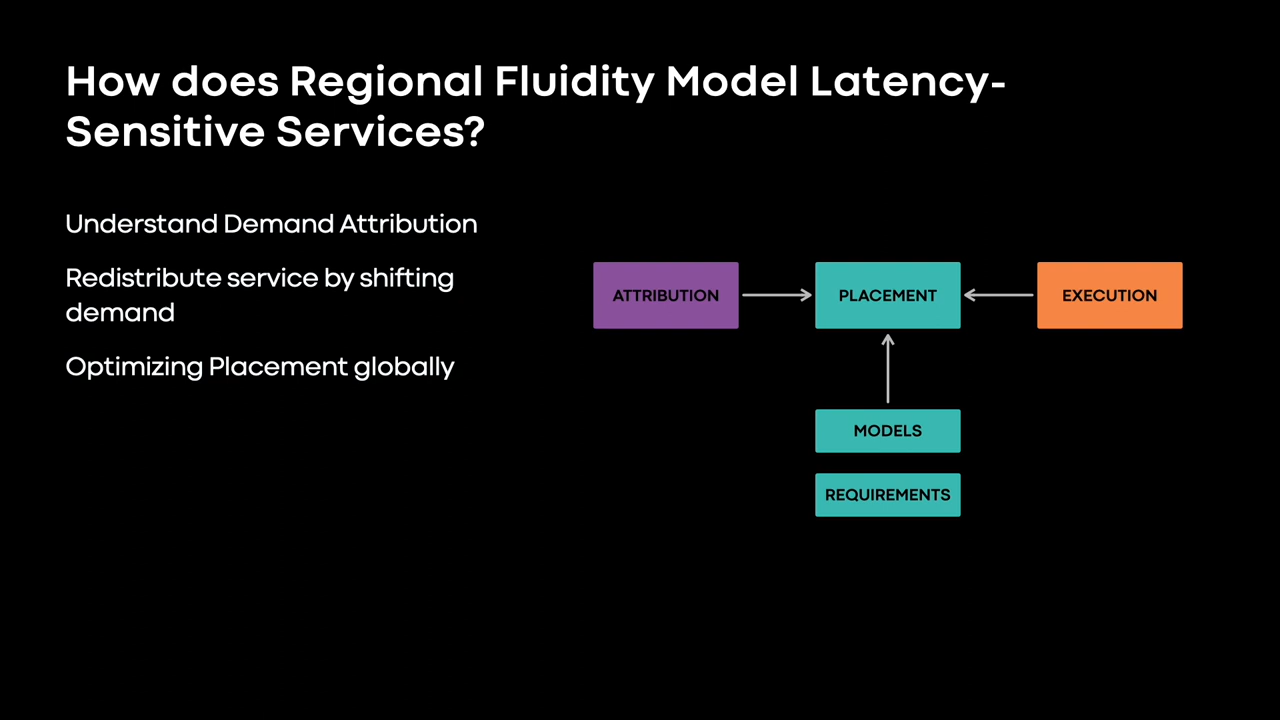 How does Regional Fluidity Model Latency-
Sensitive Services?
Understand Demand Attribution
Redistribute service by shifting
demand
Optimizing Placement globally
ATTRIBUTION
PLACEMENT
EXECUTION
MODELS
REQUIREMENTS